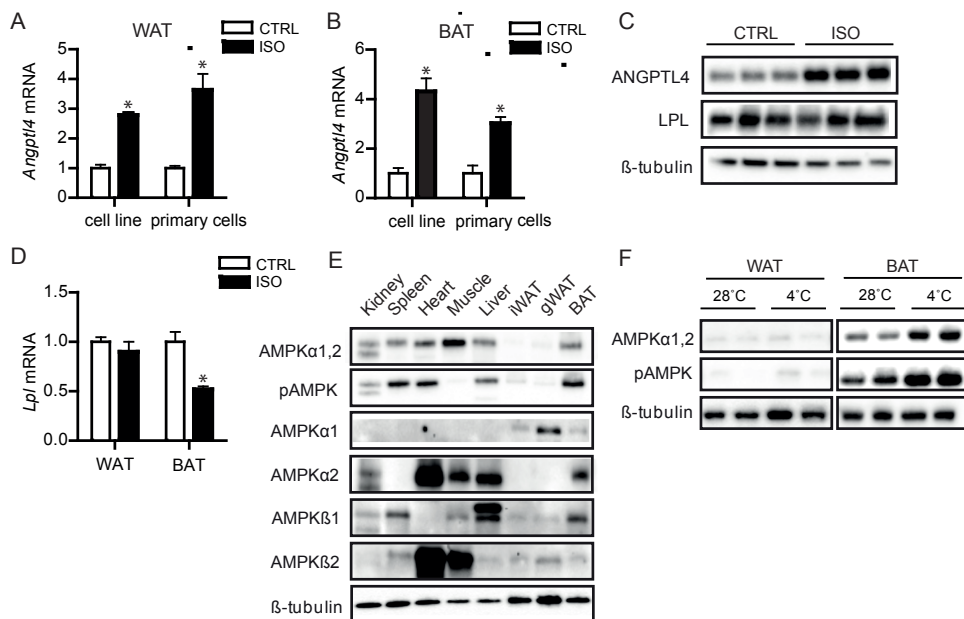 A
WAT
CTRL
ISO
Angptl4 mRNA
5
4
3
2
1
0
*
*
cell line
primary cells
B
BAT
CTRL
ISO
Angptl4 mRNA
6
4
2
0
*
*
cell line
primary cells
C
CTRL
ISO
ANGPTL4
LPL
ß-tubulin
D
CTRL
ISO
Lpl mRNA
1.5
1.0
0.5
0.0
*
WAT
BAT
E
Kidney
Spleen
Heart
Muscle
Liver
iWAT
gWAT
BAT
AMPKα1,2
pAMPK
AMPKα1
AMPKα2
AMPKß1
AMPKß2
ß-tubulin
F
WAT
BAT
28˚C
4˚C
28˚C
4˚C
AMPKα1,2
pAMPK
ß-tubulin